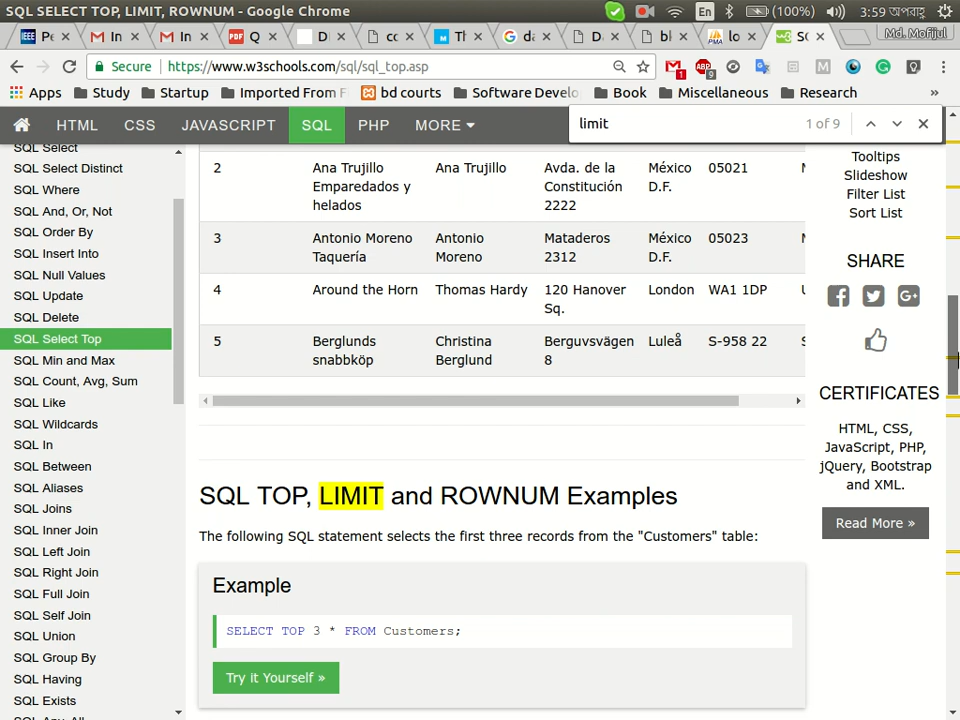 SQL SELECT TOP, LIMIT, ROWNUM - Google Chrome
En (100%) 3:59 অপরাহ্ণ
Md. Mofijul
Secure https://www.w3schools.com/sql/sql_top.asp
Apps Study Startup Imported From F bd courts Software Develo Book Miscellaneous Research »
HTML CSS JAVASCRIPT SQL PHP MORE
limit 1 of 9
SQL Select
SQL Select Distinct
SQL Where
SQL And, Or, Not
SQL Order By
SQL Insert Into
SQL Null Values
SQL Update
SQL Delete
SQL Select Top
SQL Min and Max
SQL Count, Avg, Sum
SQL Like
SQL Wildcards
SQL In
SQL Between
SQL Aliases
SQL Joins
SQL Inner Join
SQL Left Join
SQL Right Join
SQL Full Join
SQL Self Join
SQL Union
SQL Group By
SQL Having
SQL Exists
2 Ana Trujillo Ana Trujillo Avda. de la México 05021
Emparedados y Constitución D.F.
helados 2222
3 Antonio Moreno Antonio Mataderos México 05023
Taquería Moreno 2312 D.F.
4 Around the Horn Thomas Hardy 120 Hanover London WA1 1DP
Sq.
5 Berglunds Christina Berguvsvägen Luleå S-958 22
snabbköp Berglund 8
SQL TOP, LIMIT and ROWNUM Examples
The following SQL statement selects the first three records from the "Customers" table:
Example
SELECT TOP 3 * FROM Customers;
Try it Yourself »
Tooltips
Slideshow
Filter List
Sort List
SHARE
CERTIFICATES
HTML, CSS,
JavaScript, PHP,
jQuery, Bootstrap
and XML.
Read More »